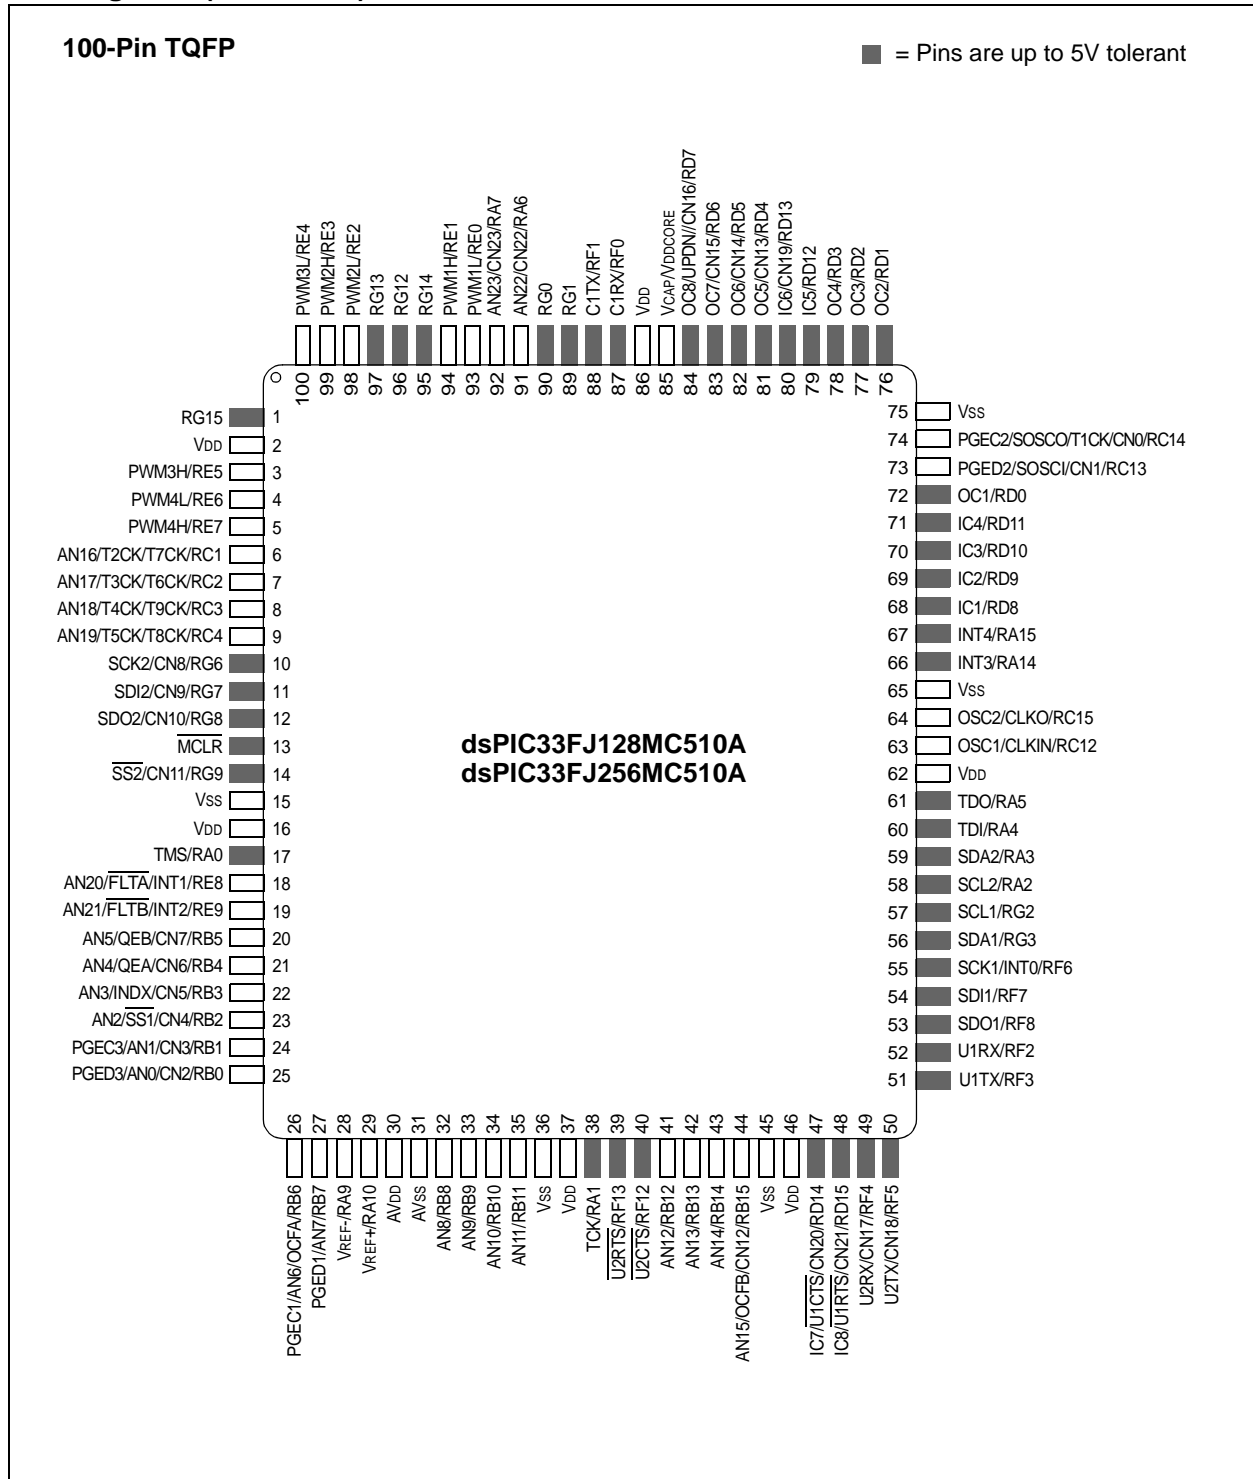 100-Pin TQFP
= Pins are up to 5V tolerant
PWM3L/RE4
PWM2H/RE3
PWM2L/RE2
RG13
RG12
RG14
PWM1H/RE1
PWM1L/RE0
AN23/CN23/RA7
AN22/CN22/RA6
RG0
RG1
C1TX/RF1
C1RX/RF0
VDD
VCAP/VDDCORE
OC8/UPDN//CN16/RD7
OC7/CN15/RD6
OC6/CN14/RD5
OC5/CN13/RD4
IC6/CN19/RD13
IC5/RD12
OC4/RD3
OC3/RD2
OC2/RD1
100
99
98
97
96
95
94
93
92
91
90
89
88
87
86
85
84
83
82
81
80
79
78
77
76
RG15 1
VDD 2
PWM3H/RE5 3
PWM4L/RE6 4
PWM4H/RE7 5
AN16/T2CK/T7CK/RC1 6
AN17/T3CK/T6CK/RC2 7
AN18/T4CK/T9CK/RC3 8
AN19/T5CK/T8CK/RC4 9
SCK2/CN8/RG6 10
SDI2/CN9/RG7 11
SDO2/CN10/RG8 12
MCLR 13
SS2/CN11/RG9 14
VSS 15
VDD 16
TMS/RA0 17
AN20/FLTA/INT1/RE8 18
AN21/FLTB/INT2/RE9 19
AN5/QEB/CN7/RB5 20
AN4/QEA/CN6/RB4 21
AN3/INDX/CN5/RB3 22
AN2/SS1/CN4/RB2 23
PGEC3/AN1/CN3/RB1 24
PGED3/AN0/CN2/RB0 25
dsPIC33FJ128MC510A
dsPIC33FJ256MC510A
75 VSS
74 PGEC2/SOSCO/T1CK/CN0/RC14
73 PGED2/SOSCI/CN1/RC13
72 OC1/RD0
71 IC4/RD11
70 IC3/RD10
69 IC2/RD9
68 IC1/RD8
67 INT4/RA15
66 INT3/RA14
65 VSS
64 OSC2/CLKO/RC15
63 OSC1/CLKIN/RC12
62 VDD
61 TDO/RA5
60 TDI/RA4
59 SDA2/RA3
58 SCL2/RA2
57 SCL1/RG2
56 SDA1/RG3
55 SCK1/INT0/RF6
54 SDI1/RF7
53 SDO1/RF8
52 U1RX/RF2
51 U1TX/RF3
26
27
28
29
30
31
32
33
34
35
36
37
38
39
40
41
42
43
44
45
46
47
48
49
50
PGEC1/AN6/OCFA/RB6
PGED1/AN7/RB7
VREF-/RA9
VREF+/RA10
AVDD
AVSS
AN8/RB8
AN9/RB9
AN10/RB10
AN11/RB11
VSS
VDD
TCK/RA1
U2RTS/RF13
U2CTS/RF12
AN12/RB12
AN13/RB13
AN14/RB14
AN15/OCFB/CN12/RB15
VSS
VDD
IC7/U1CTS/CN20/RD14
IC8/U1RTS/CN21/RD15
U2RX/CN17/RF4
U2TX/CN18/RF5